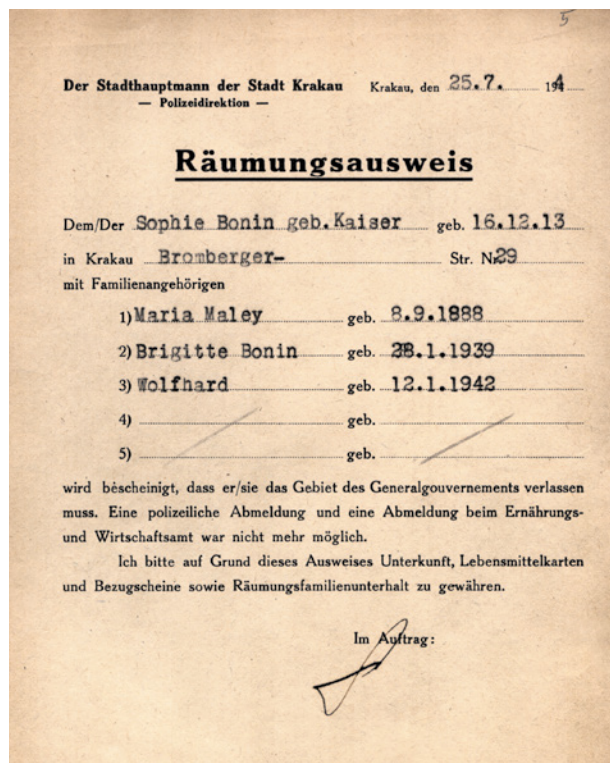 5
Der Stadthauptmann der Stadt Krakau Krakau, den 25.7. 194
— Polizeidirektion —
Räumungsausweis
Dem/Der Sophie Bonin geb.Kaiser geb. 16.12.13
in Krakau Bromberger- Str. Nr29
mit Familienangehörigen
1) Maria Maley geb. 8.9.1888
2) Brigitte Bonin geb. 28.1.1939
3) Wolfhard geb. 12.1.1942
4) geb.
5) geb.
wird bescheinigt, dass er/sie das Gebiet des Generalgouvernements verlassen
muss. Eine polizeiliche Abmeldung und eine Abmeldung beim Ernährungs-
und Wirtschaftsamt war nicht mehr möglich.
Ich bitte auf Grund dieses Ausweises Unterkunft, Lebensmittelkarten
und Bezugscheine sowie Räumungsfamilienunterhalt zu gewähren.
Im Auftrag: